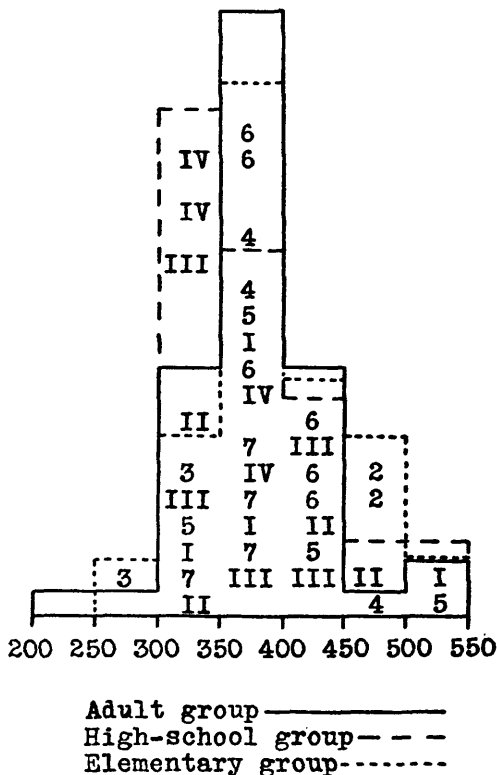 6
IV 6
IV
4
III
4
5
I
6
IV
II 6
7 III
3 IV 6 2
III 7 6 2
5 I II
I 7 5
3 7 III III II I
II 4 5
200 250 300 350 400 450 500 550
Adult group
High-school group
Elementary group